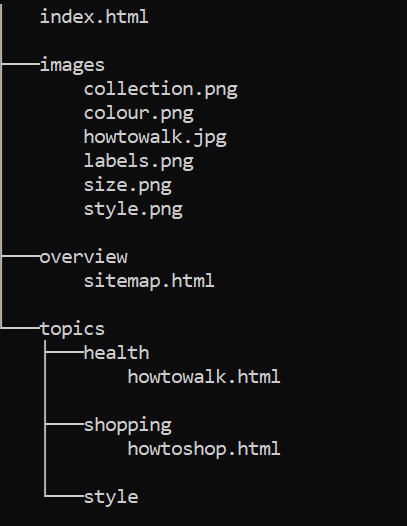 index.html
images
collection.png
colour.png
howtowalk.jpg
labels.png
size.png
style.png
overview
sitemap.html
topics
health
howtowalk.html
shopping
howtoshop.html
style